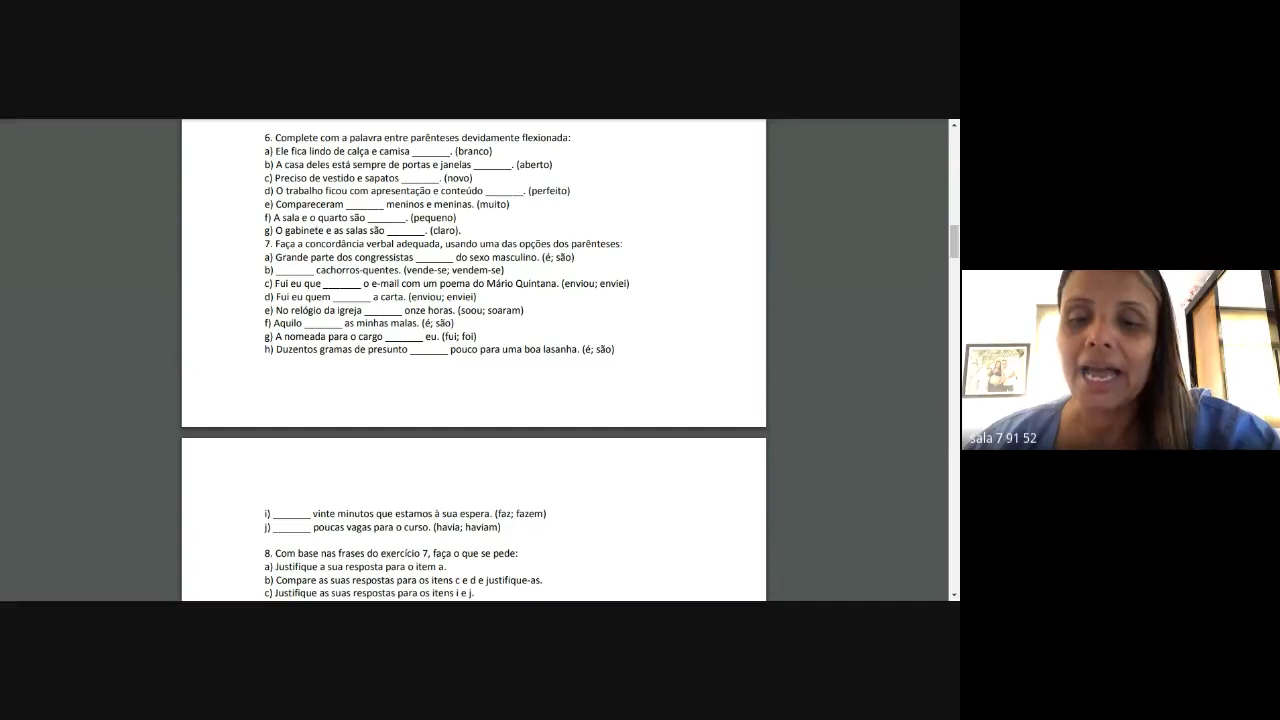 6. Complete com a palavra entre parênteses devidamente flexionada:
a) Ele fica lindo de calça e camisa _______. (branco)
b) A casa deles está sempre de portas e janelas _______. (aberto)
c) Preciso de vestido e sapatos _______. (novo)
d) O trabalho ficou com apresentação e conteúdo _______. (perfeito)
e) Compareceram _______ meninos e meninas. (muito)
f) A sala e o quarto são _______. (pequeno)
g) O gabinete e as salas são _______. (claro).
7. Faça a concordância verbal adequada, usando uma das opções dos parênteses:
a) Grande parte dos congressistas _______ do sexo masculino. (é; são)
b) _______ cachorros-quentes. (vende-se; vendem-se)
c) Fui eu que _______ o e-mail com um poema do Mário Quintana. (enviou; enviei)
d) Fui eu quem _______ a carta. (enviou; enviei)
e) No relógio da igreja _______ onze horas. (soou; soaram)
f) Aquilo _______ as minhas malas. (é; são)
g) A nomeada para o cargo _______ eu. (fui; foi)
h) Duzentos gramas de presunto _______ pouco para uma boa lasanha. (é; são)
i) _______ vinte minutos que estamos à sua espera. (faz; fazem)
j) _______ poucas vagas para o curso. (havia; haviam)
8. Com base nas frases do exercício 7, faça o que se pede:
a) Justifique a sua resposta para o item a.
b) Compare as suas respostas para os itens c e d e justifique-as.
c) Justifique as suas respostas para os itens i e j.
sala 7 91 52